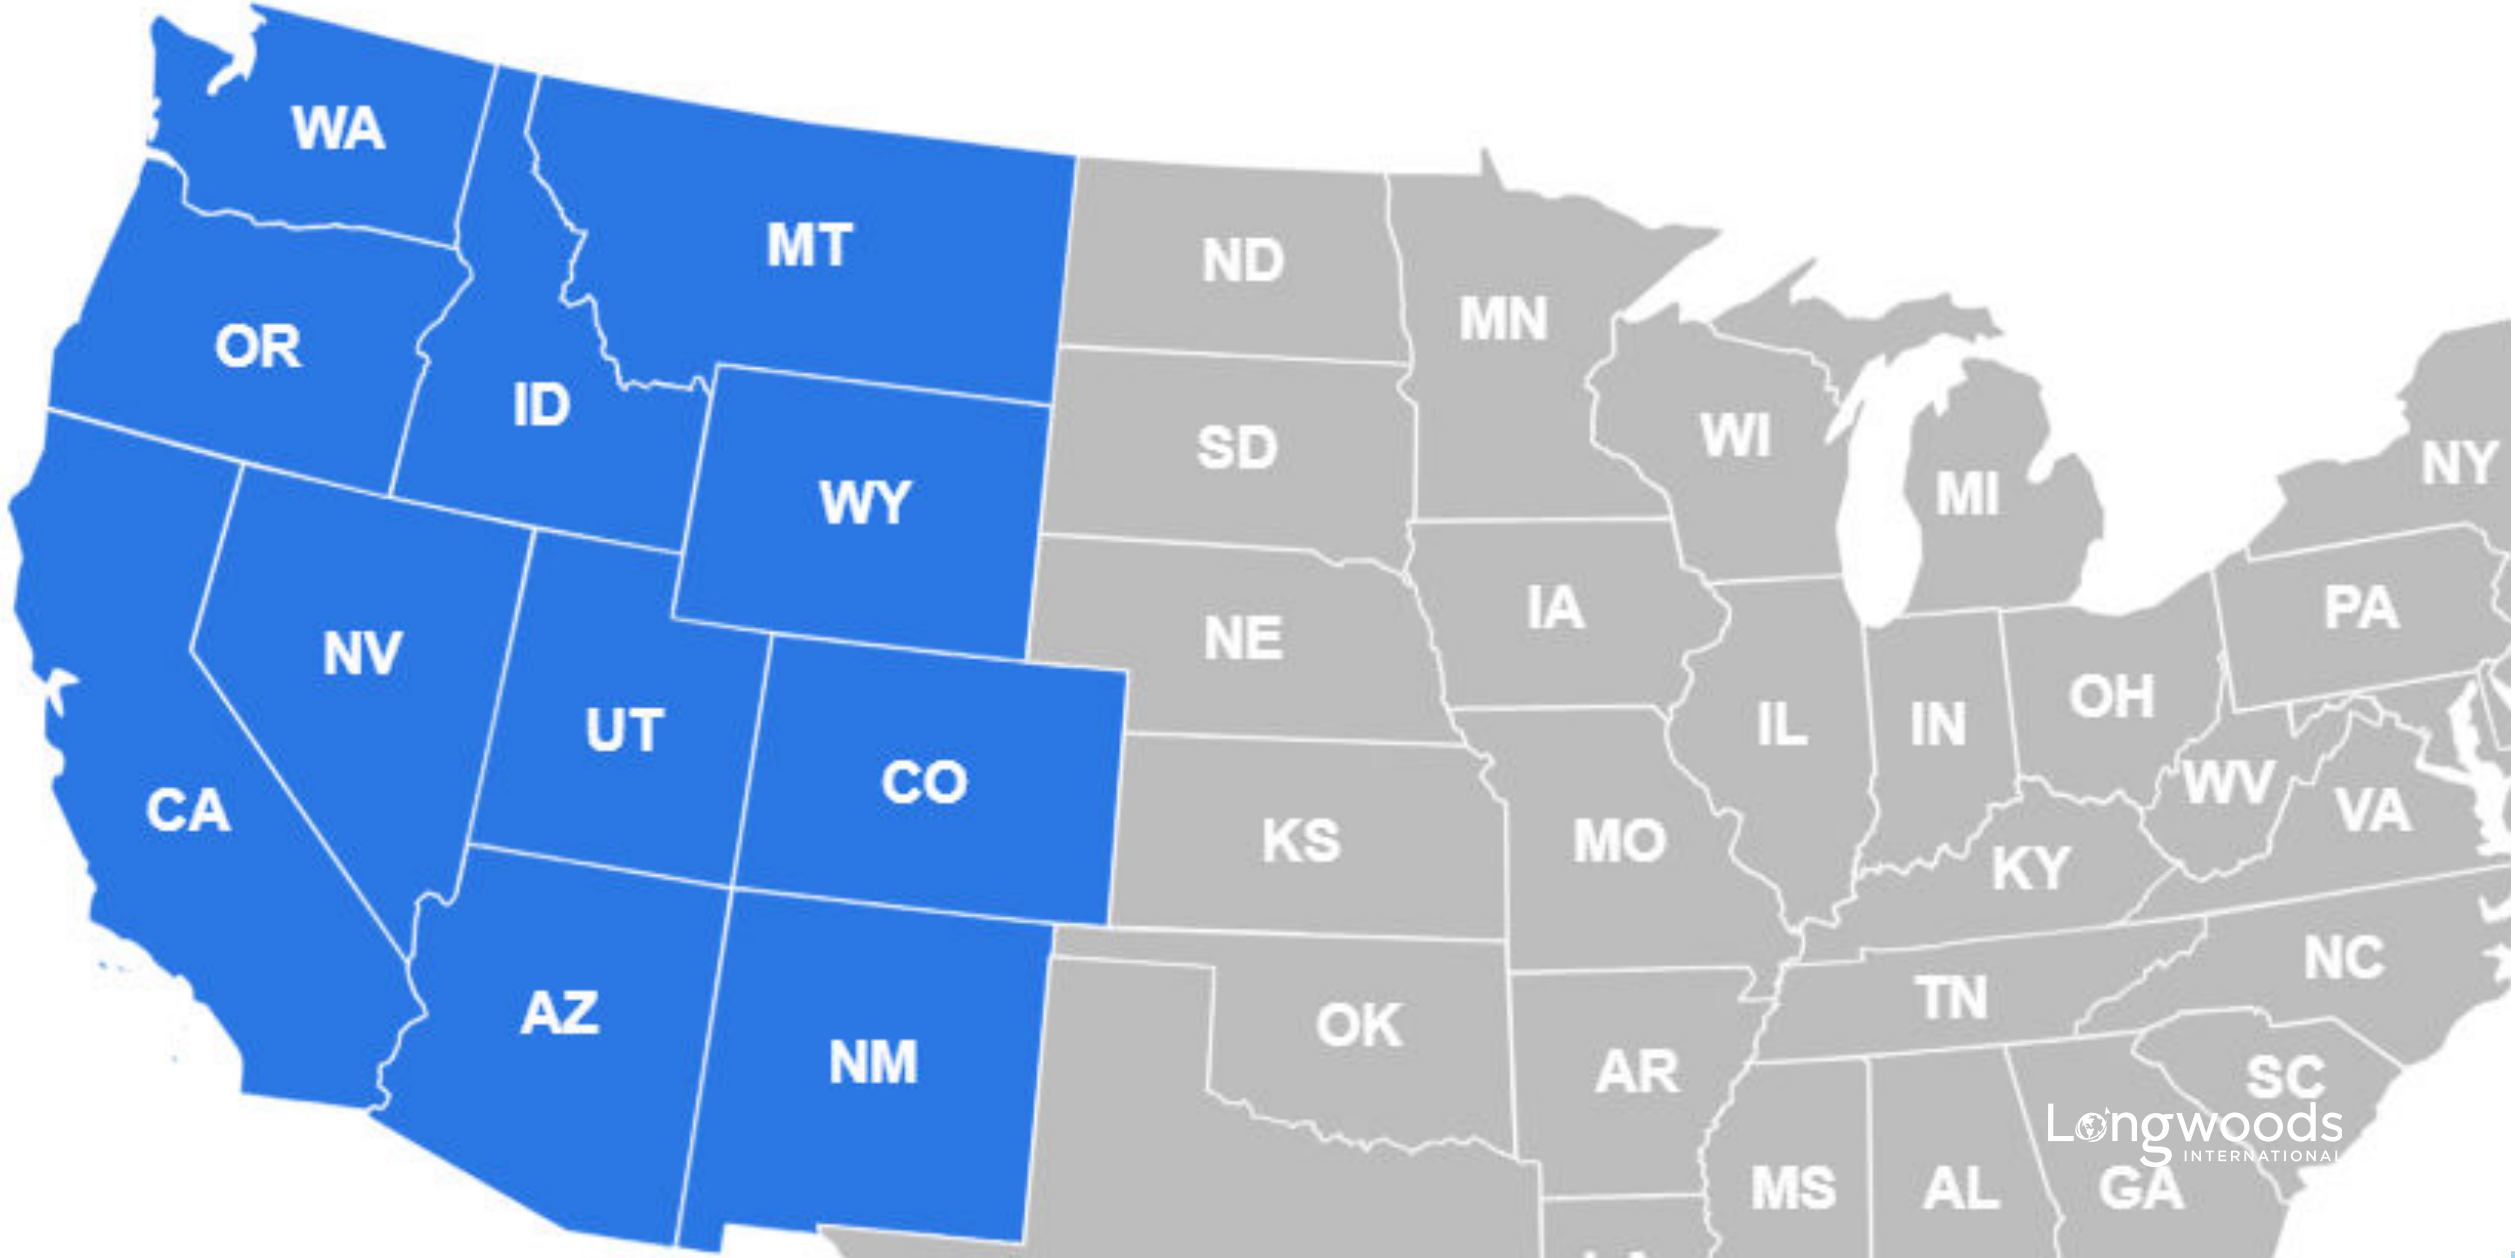 WA
MT
ND
MN
OR
ID
SD
WI
NY
WY
MI
NV
NE
IA
PA
UT
IL
IN
OH
CA
CO
KS
MO
KY
WV
VA
AZ
NM
OK
AR
TN
NC
SC
MS
AL
GA
Longwoods
INTERNATIONAL